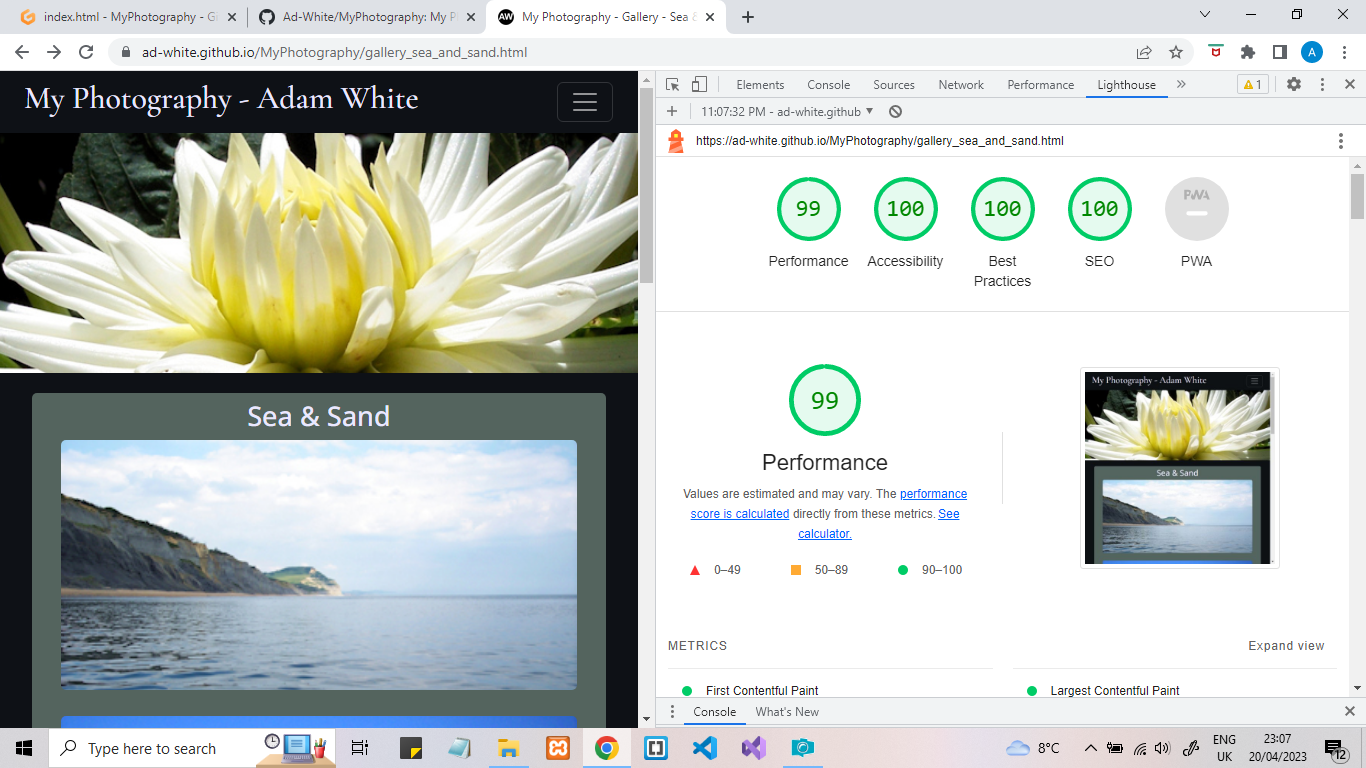 index.html - MyPhotography - Gi
Ad-White/MyPhotography: My P
AW
My Photography - Gallery - Sea &
ad-white.github.io/MyPhotography/gallery_sea_and_sand.html
A
My Photography - Adam White
Sea & Sand
Elements
Console
Sources
Network
Performance
Lighthouse
1
11:07:32 PM - ad-white.github
https://ad-white.github.io/MyPhotography/gallery_sea_and_sand.html
99
100
100
100
PWA
Performance
Accessibility
Best
Practices
SEO
PWA
99
Performance
Values are estimated and may vary. The performance
score is calculated directly from these metrics. See
calculator.
0–49
50–89
90–100
My Photography - Adam White
Sea & Sand
METRICS
Expand view
First Contentful Paint
Largest Contentful Paint
Console
What's New
Type here to search
8°C
ENG
UK
23:07
20/04/2023
12